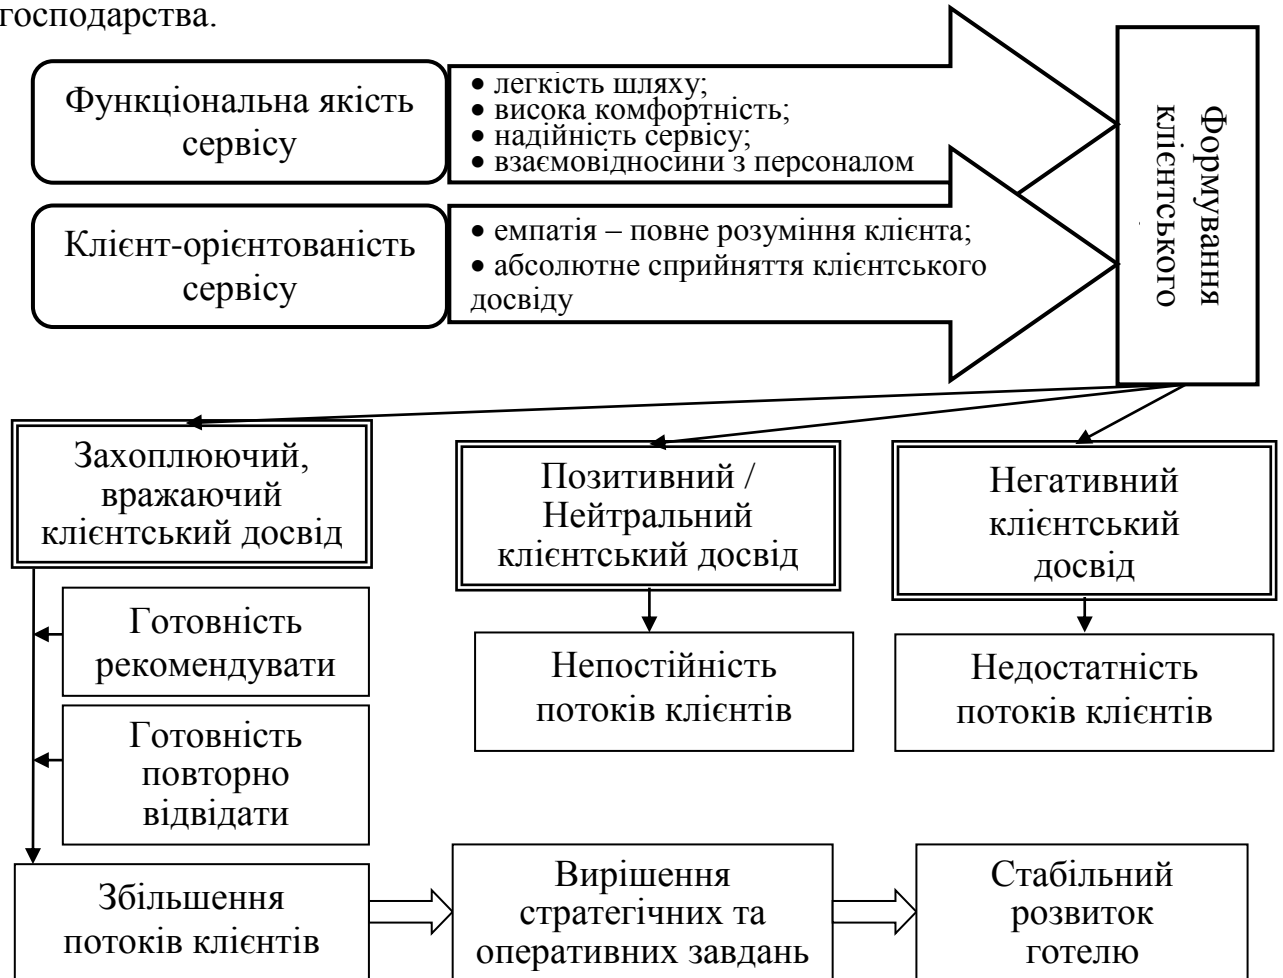 господарства.
Функціональна якість
сервісу
• легкість шляху;
• висока комфортність;
• надійність сервісу;
• взаємовідносини з персоналом
Клієнт-орієнтованість
сервісу
• емпатія – повне розуміння клієнта;
• абсолютне сприйняття клієнтського
досвіду
Формування
клієнтського
Захоплюючий,
вражаючий
клієнтський досвід
Позитивний /
Нейтральний
клієнтський досвід
Негативний
клієнтський
досвід
Готовність
рекомендувати
Непостійність
потоків клієнтів
Недостатність
потоків клієнтів
Готовність
повторно
відвідати
Збільшення
потоків клієнтів
Вирішення
стратегічних та
оперативних завдань
Стабільний
розвиток
готелю